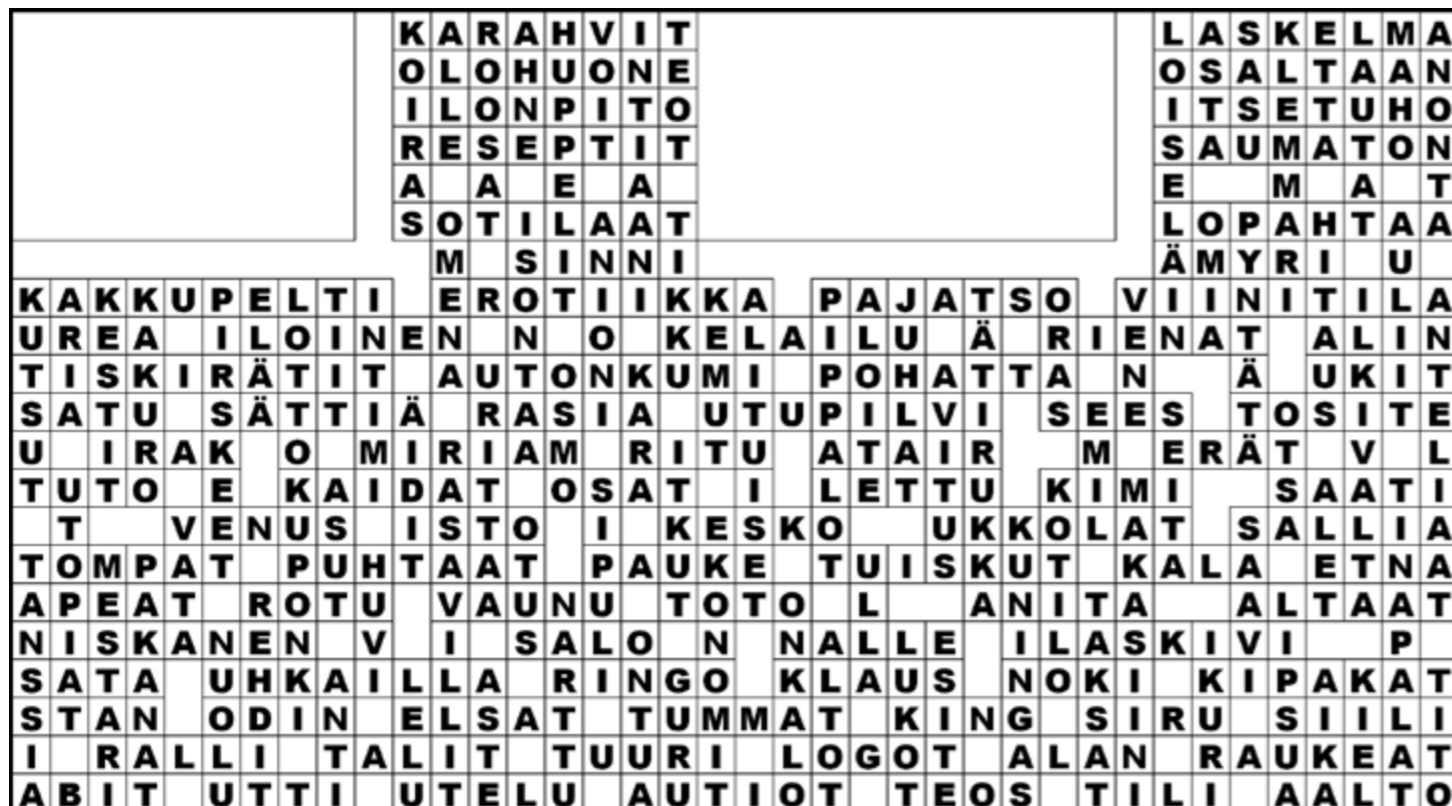 KARAHVIT LASKELMA
OLOHUONE OSALTAAN
ILONPITO ITSETUHO
RESEPTIT SAUMATON
A A E A E M A T
SOTILAAT LOPAHTAA
M SINNI ÄMYRI U
KAKKUPELTI EROTIIKKA PAJATSO VIINITILA
UREA ILOINEN N O KELAILU Ä RIENAT ALIN
TISKIRÄTIT AUTONKUMI POHATTA N Ä UKIT
SATU SÄTTIÄ RASIA UTUPILVI SEES TOSITE
U IRAK O MIRIAM RITU ATAIR M ERÄT V L
TUTO E KAIDAT OSAT I LETTU KIMI SAATI
T VENUS ISTO I KESKO UKKOLAT SALLIA
TOMPAT PUHTAAT PAUKE TUISKUT KALA ETNA
APEAT ROTU VAUNU TOTO L ANITA ALTAAT
NISKANEN V I SALO N NALLE ILASKIVI P
SATA UHKAILLA RINGO KLAUS NOKI KIPAKAT
STAN ODIN ELSAT TUMMAT KING SIRU SIILI
I RALLI TALIT TUURI LOGOT ALAN RAUKEAT
ABIT UTTI UTELU AUTIOT TEOS TILI AALTO